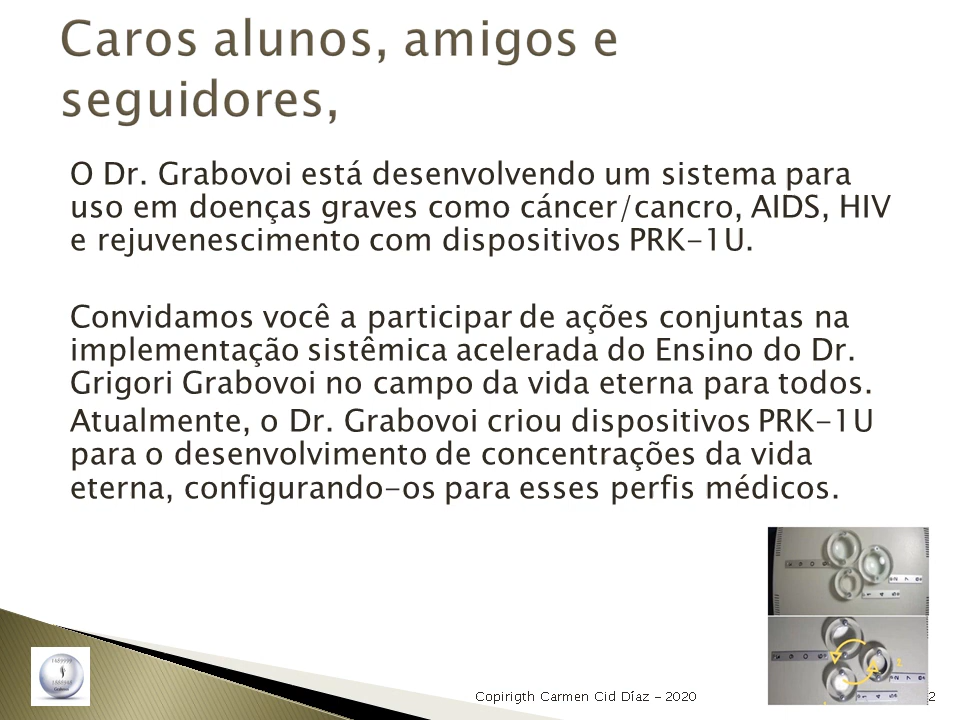 Caros alunos, amigos e
seguidores,
O Dr. Grabovoi está desenvolvendo um sistema para
uso em doenças graves como cáncer/cancro, AIDS, HIV
e rejuvenescimento com dispositivos PRK-1U.
Convidamos você a participar de ações conjuntas na
implementação sistêmica acelerada do Ensino do Dr.
Grigori Grabovoi no campo da vida eterna para todos.
Atualmente, o Dr. Grabovoi criou dispositivos PRK-1U
para o desenvolvimento de concentrações da vida
eterna, configurando-os para esses perfis médicos.
Copirigth Carmen Cid Díaz - 2020
2